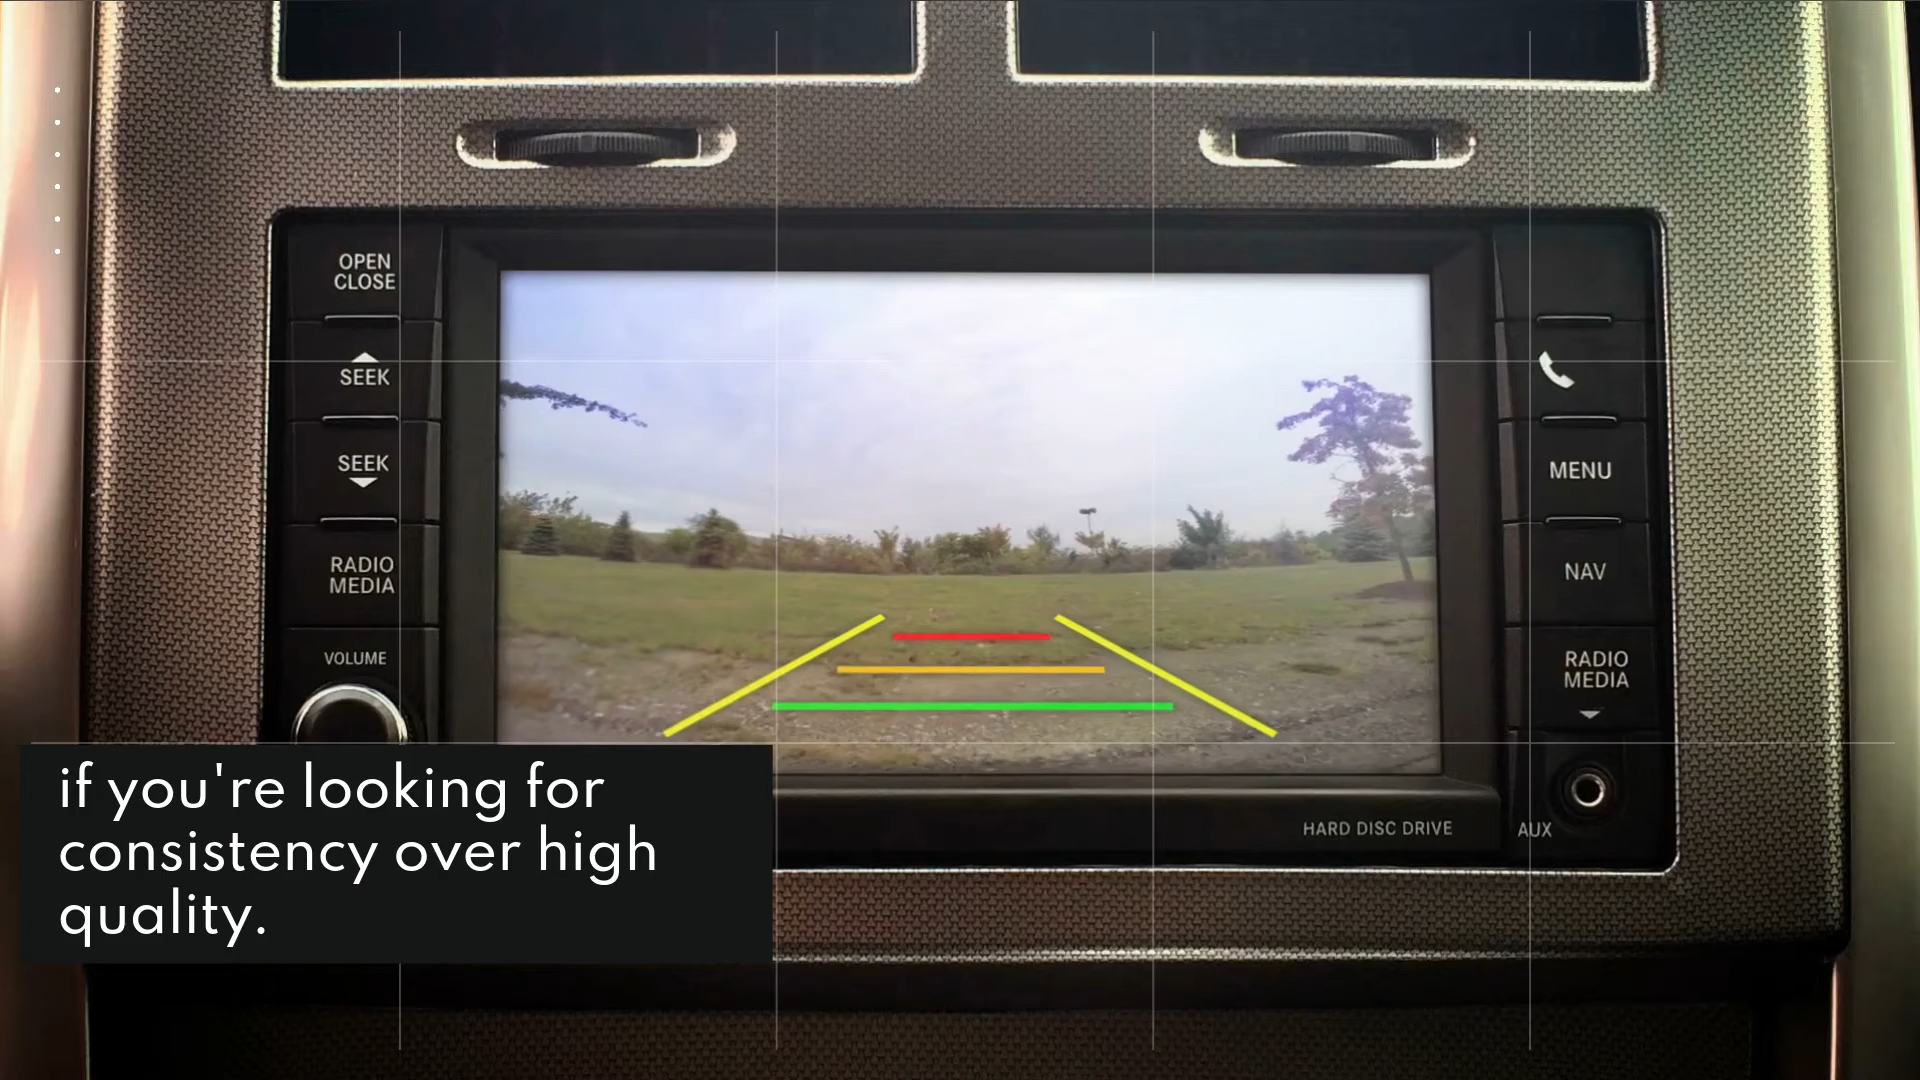 OPEN
CLOSE
SEEK
SEEK
RADIO
MEDIA
VOLUME
MENU
NAV
RADIO
MEDIA
HARD DISC DRIVE
AUX
if you're looking for
consistency over high
quality.